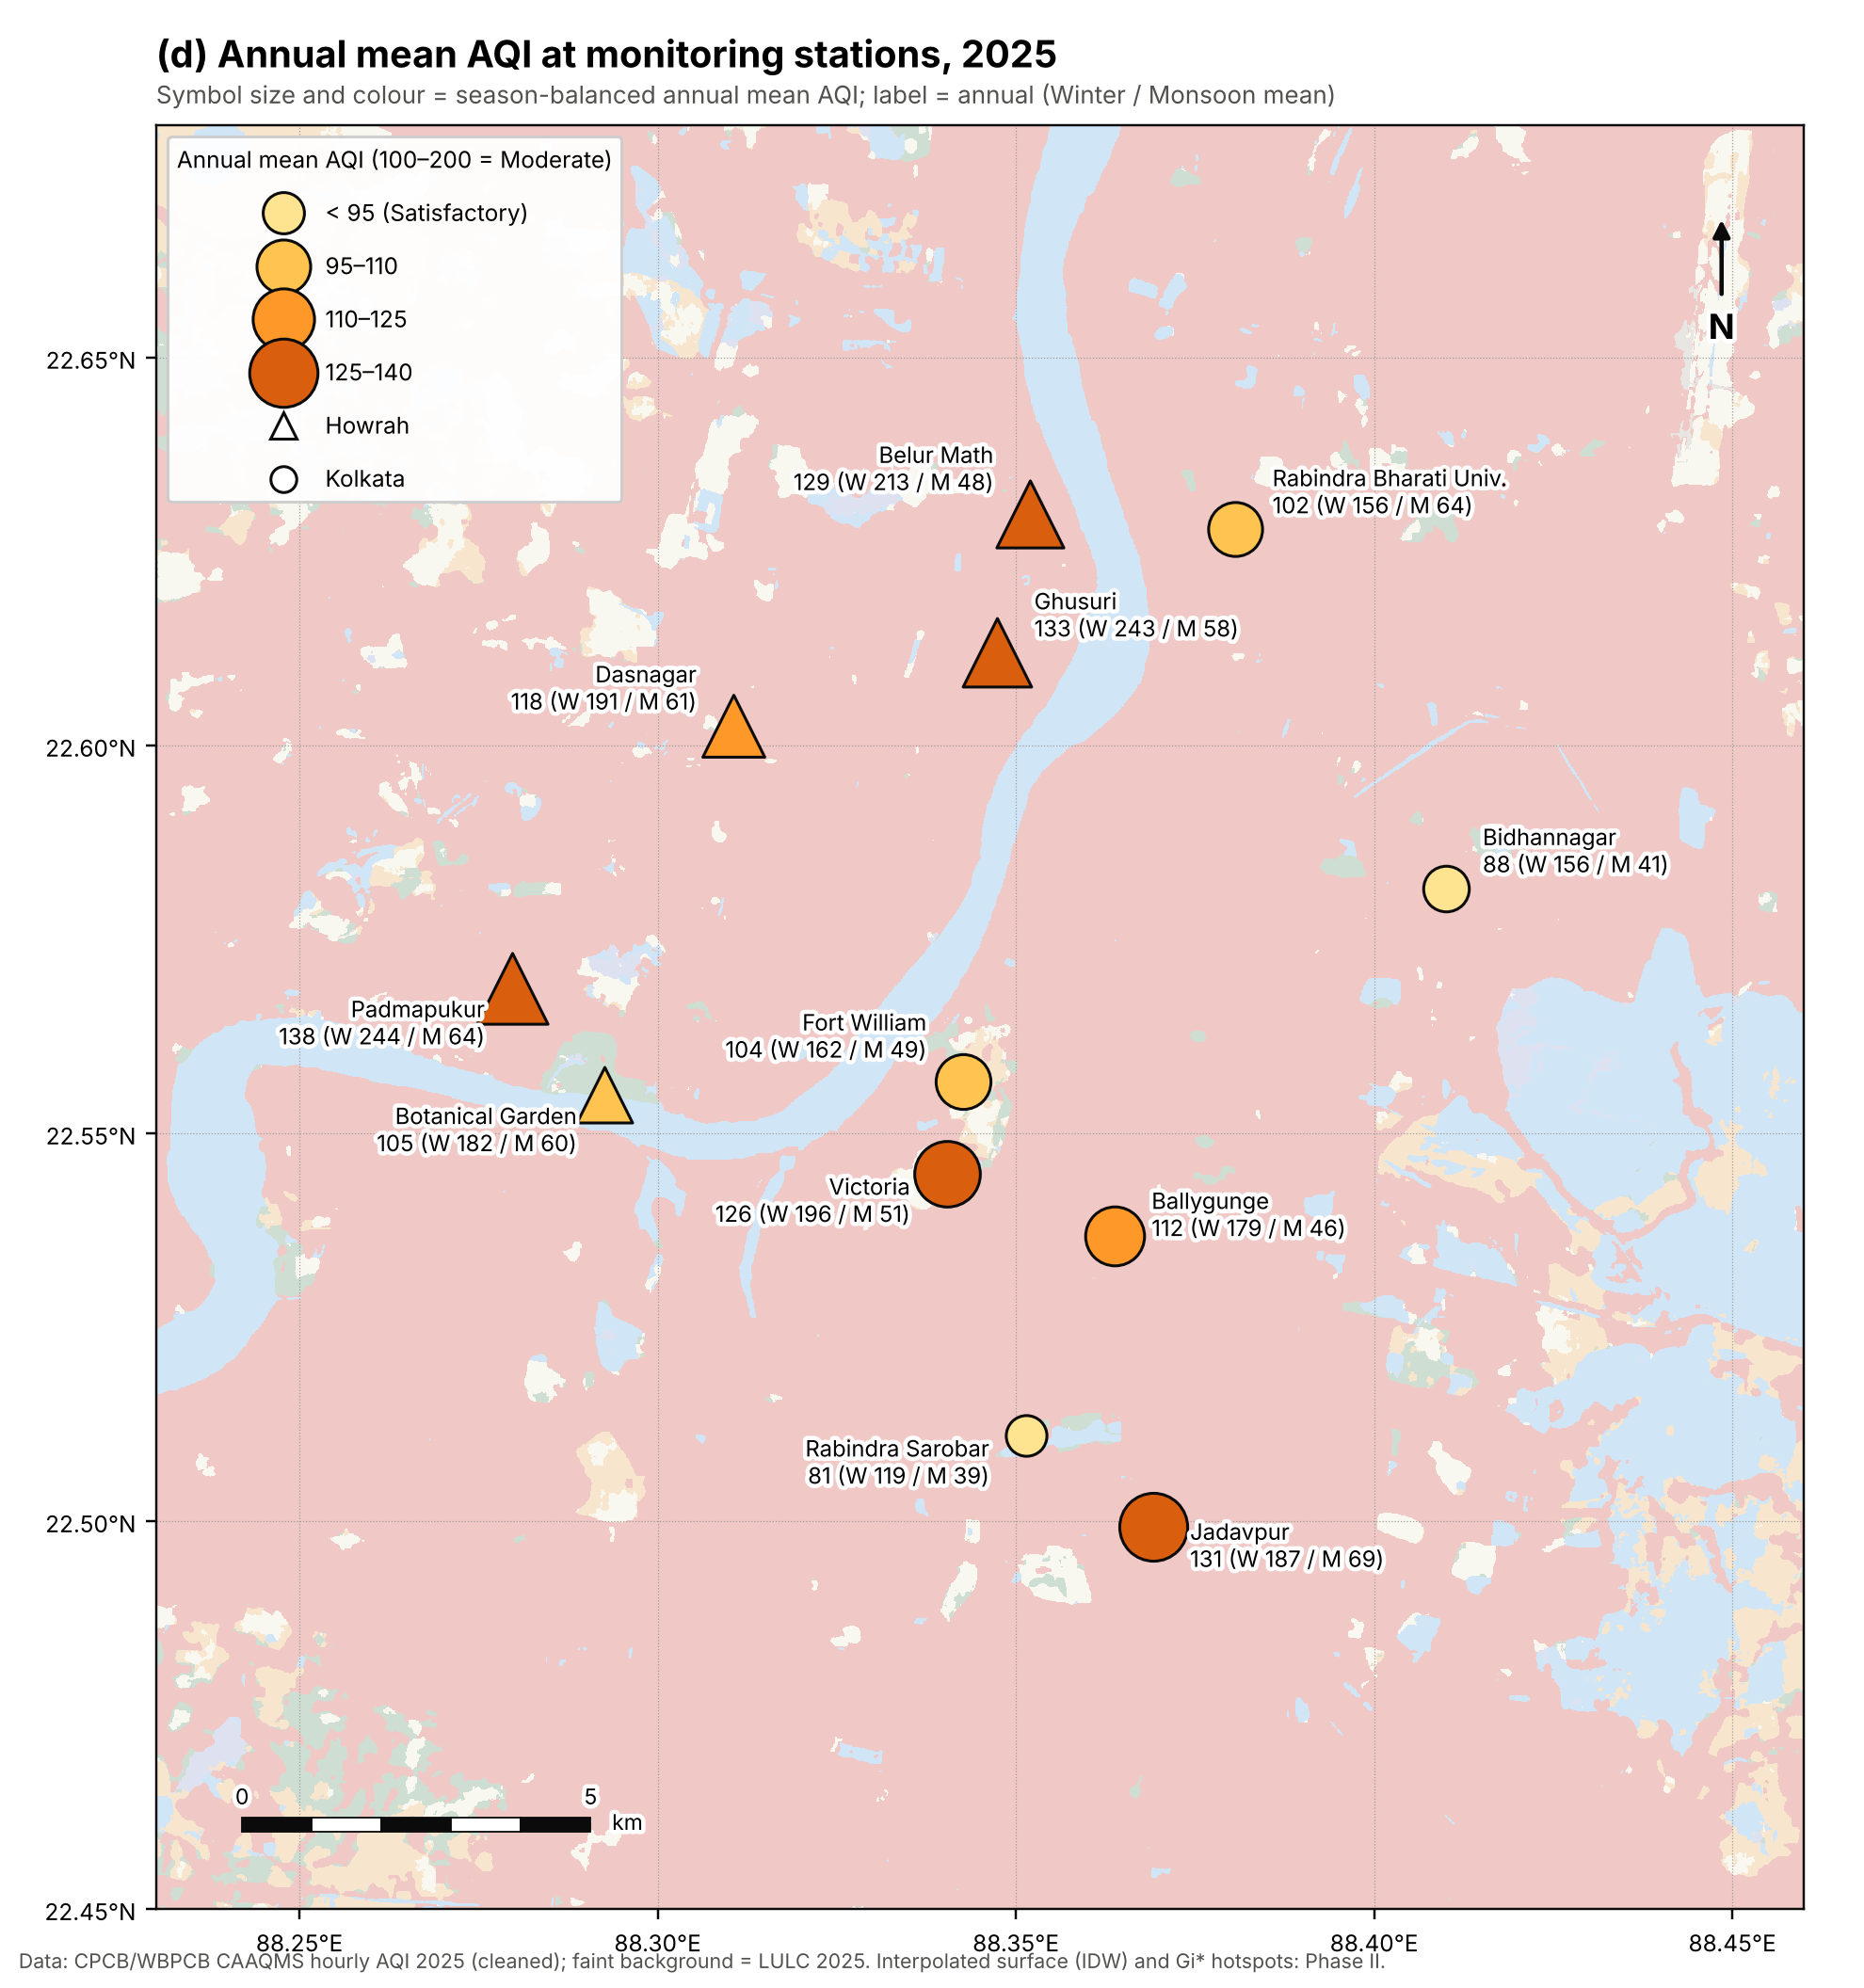 (d) Annual mean AQI at monitoring stations, 2025
Symbol size and colour = season-balanced annual mean AQI; label = annual (Winter / Monsoon mean)
Annual mean AQI (100–200 = Moderate)
< 95 (Satisfactory)
95–110
110–125
125–140
Howrah
Kolkata
N
22.65°N
Belur Math
129 (W 213 / M 48)
Rabindra Bharati Univ.
102 (W 156 / M 64)
Ghusuri
133 (W 243 / M 58)
Dasnagar
118 (W 191 / M 61)
22.60°N
Bidhannagar
88 (W 156 / M 41)
Padmapukur
138 (W 244 / M 64)
Fort William
104 (W 162 / M 49)
Botanical Garden
105 (W 182 / M 60)
22.55°N
Victoria
126 (W 196 / M 51)
Ballygunge
112 (W 179 / M 46)
Rabindra Sarobar
81 (W 119 / M 39)
22.50°N
Jadavpur
131 (W 187 / M 69)
0 5
km
22.45°N
88.25°E 88.30°E 88.35°E 88.40°E 88.45°E
Data: CPCB/WBPCB CAAQMS hourly AQI 2025 (cleaned); faint background = LULC 2025. Interpolated surface (IDW) and Gi* hotspots: Phase II.